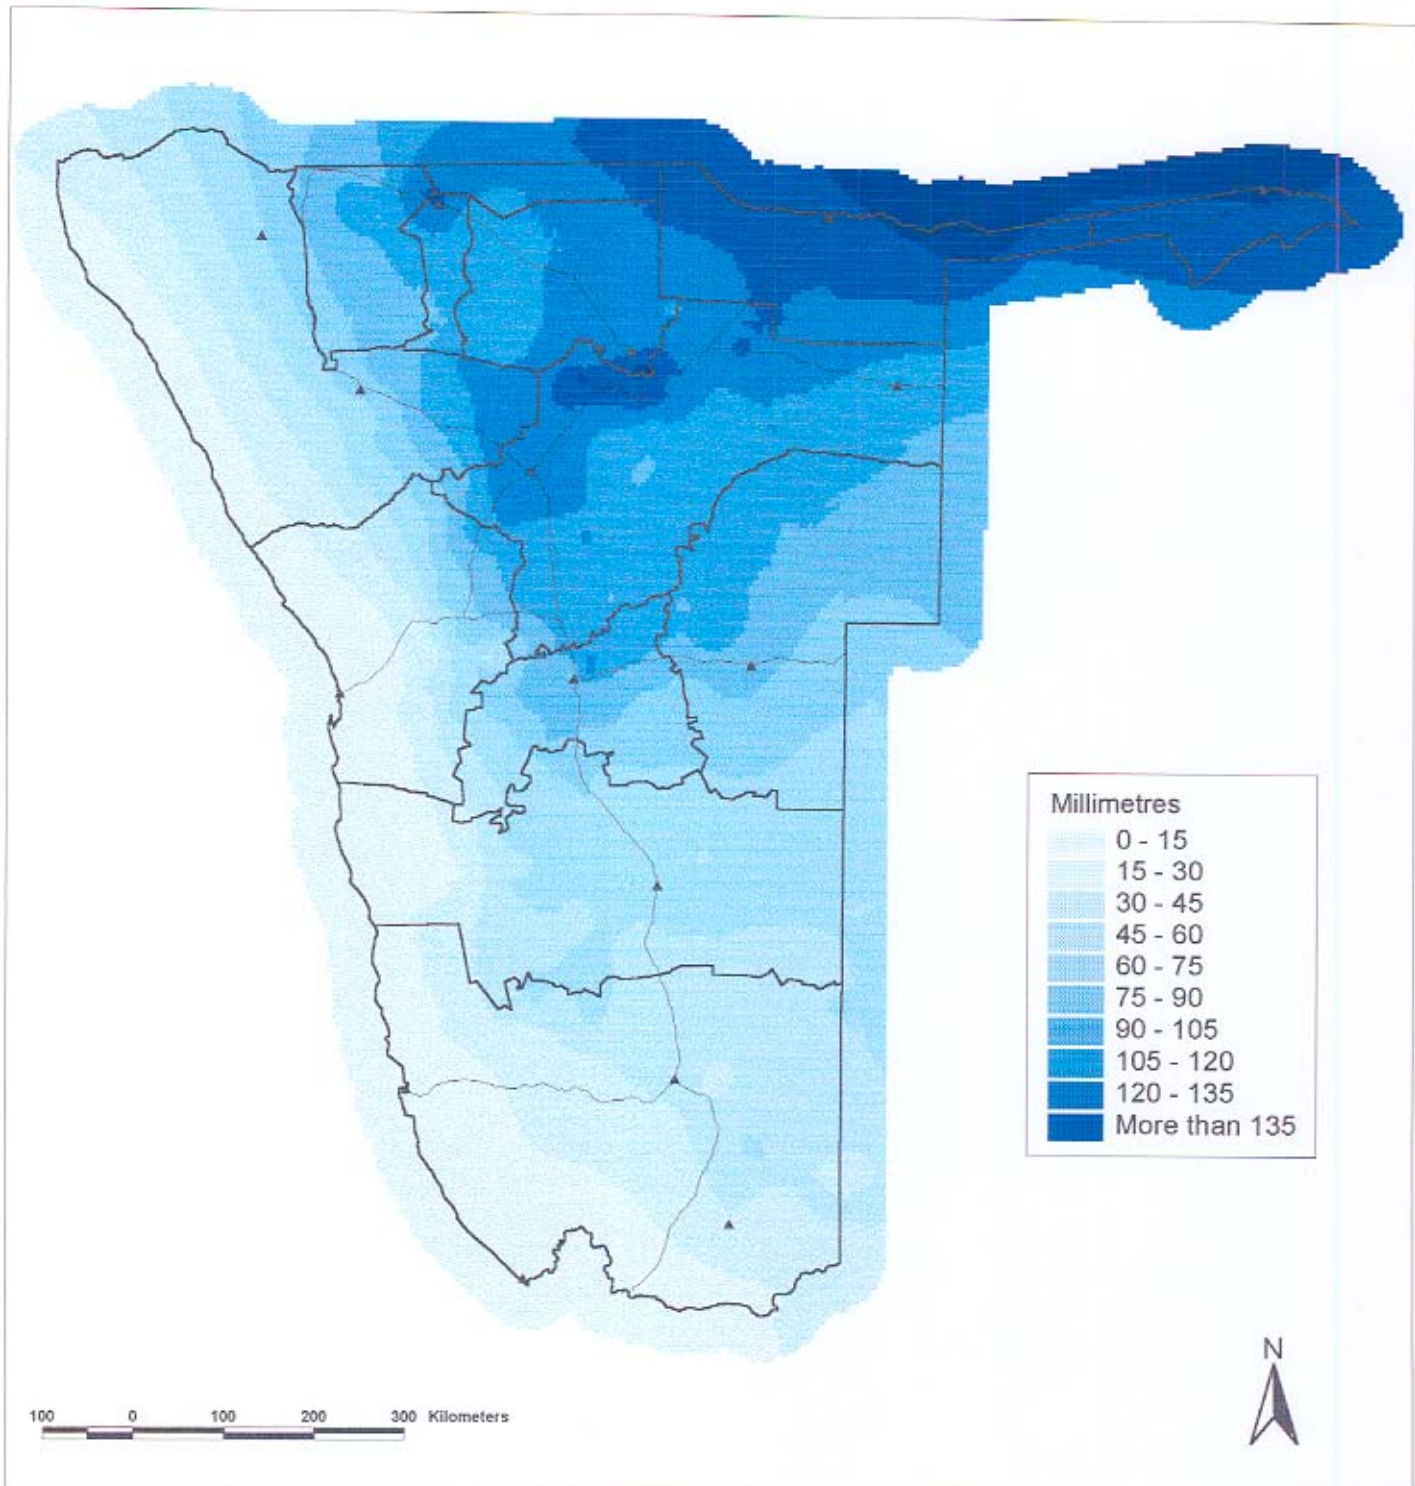 Millimetres
0 - 15
15 - 30
30 - 45
45 - 60
60 - 75
75 - 90
90 - 105
105 - 120
120 - 135
More than 135
N
100 0 100 200 300 Kilometers